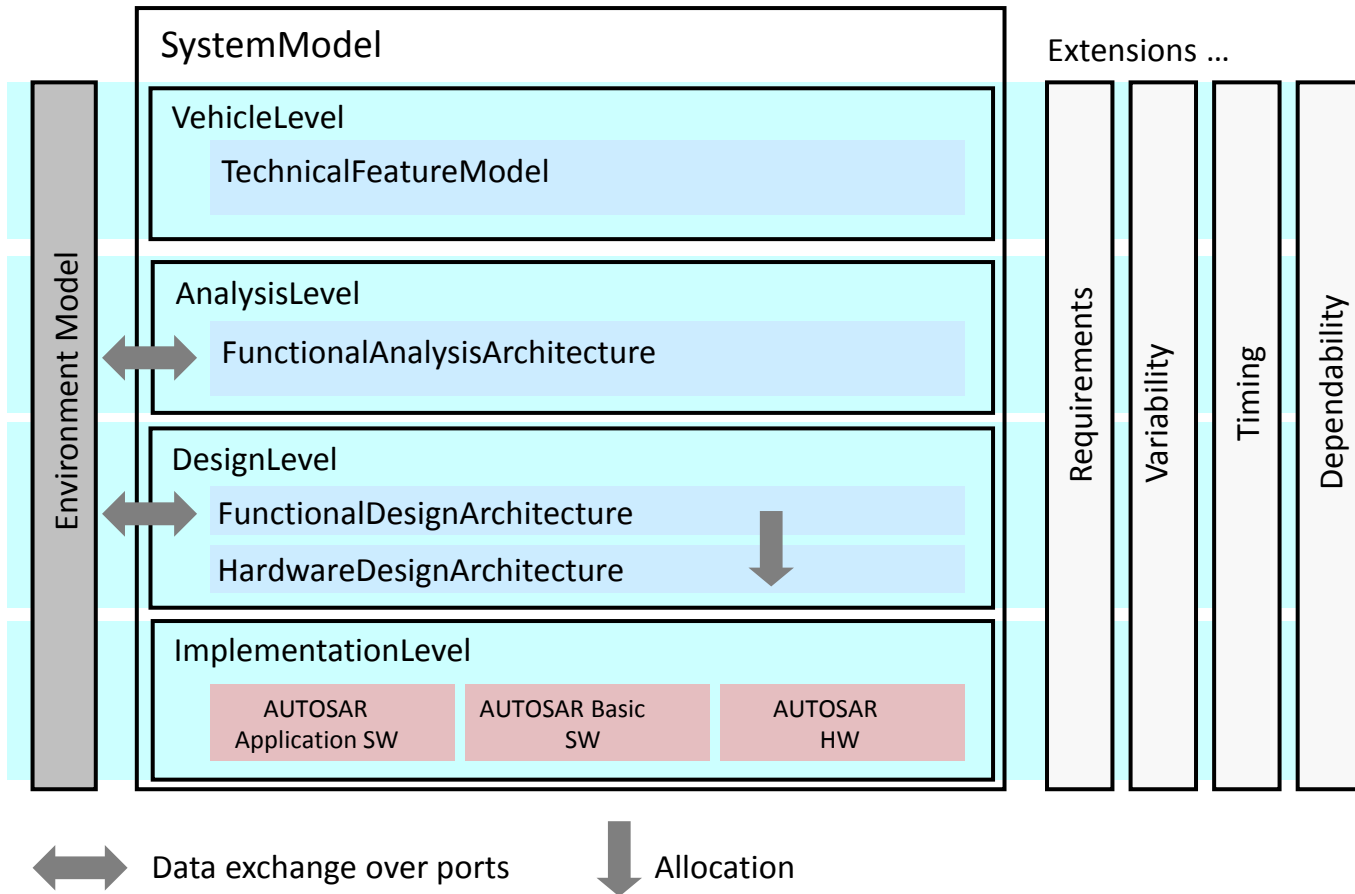 SystemModel
Extensions ...
VehicleLevel
TechnicalFeatureModel
AnalysisLevel
FunctionalAnalysisArchitecture
DesignLevel
FunctionalDesignArchitecture
HardwareDesignArchitecture
ImplementationLevel
AUTOSAR
Application SW
AUTOSAR Basic
SW
AUTOSAR
HW
Environment Model
Requirements
Variability
Timing
Dependability
Data exchange over ports
Allocation